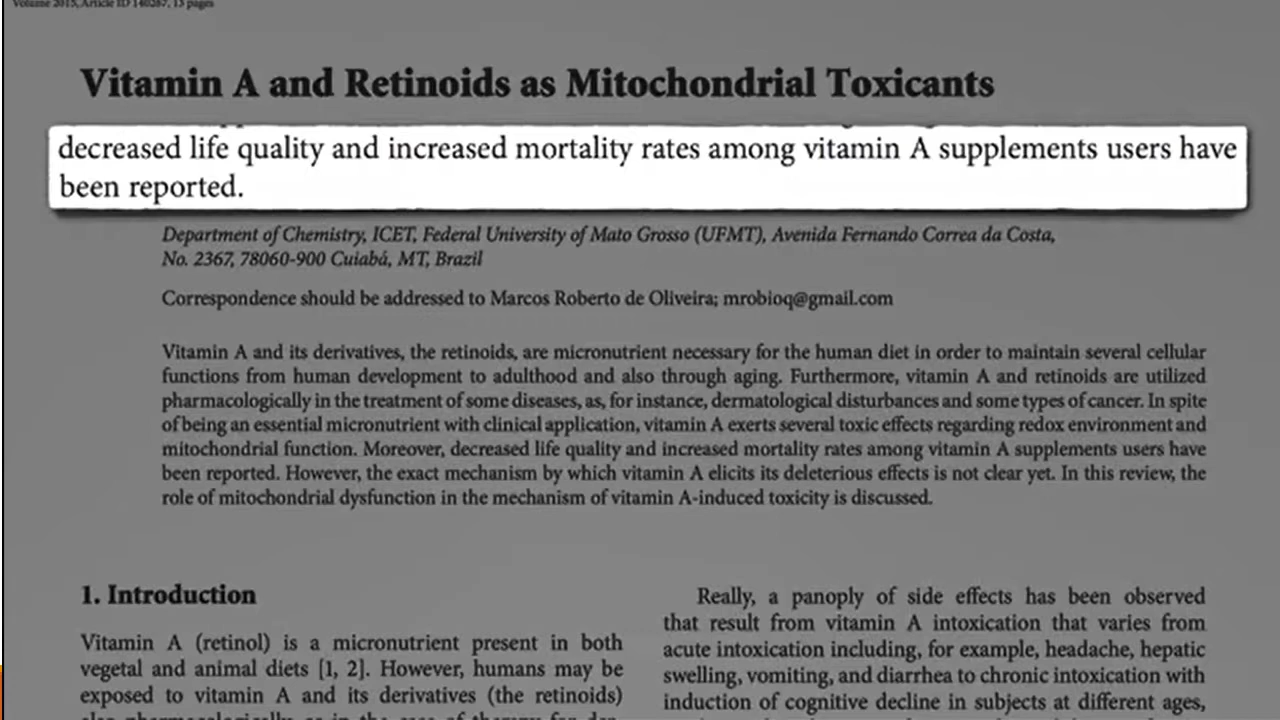 Volume 2015, Article ID 140267, 13 pages
Vitamin A and Retinoids as Mitochondrial Toxicants
decreased life quality and increased mortality rates among vitamin A supplements users have
been reported.
Department of Chemistry, ICET, Federal University of Mato Grosso (UFMT), Avenida Fernando Correa da Costa,
No. 2367, 78060-900 Cuiabá, MT, Brazil
Correspondence should be addressed to Marcos Roberto de Oliveira; mrobioq@gmail.com
Vitamin A and its derivatives, the retinoids, are micronutrient necessary for the human diet in order to maintain several cellular
functions from human development to adulthood and also through aging. Furthermore, vitamin A and retinoids are utilized
pharmacologically in the treatment of some diseases, as, for instance, dermatological disturbances and some types of cancer. In spite
of being an essential micronutrient with clinical application, vitamin A exerts several toxic effects regarding redox environment and
mitochondrial function. Moreover, decreased life quality and increased mortality rates among vitamin A supplements users have
been reported. However, the exact mechanism by which vitamin A elicits its deleterious effects is not clear yet. In this review, the
role of mitochondrial dysfunction in the mechanism of vitamin A-induced toxicity is discussed.
1. Introduction
Vitamin A (retinol) is a micronutrient present in both
vegetal and animal diets [1, 2]. However, humans may be
exposed to vitamin A and its derivatives (the retinoids)
Really, a panoply of side effects has been observed
that result from vitamin A intoxication that varies from
acute intoxication including, for example, headache, hepatic
swelling, vomiting, and diarrhea to chronic intoxication with
induction of cognitive decline in subjects at different ages,